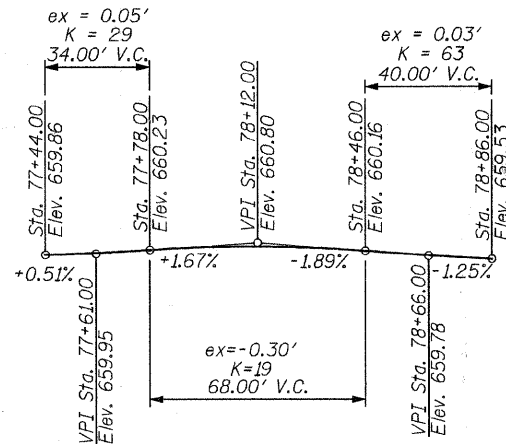 ex = 0.05'
K = 29
34.00' V.C.
ex = 0.03'
K = 63
40.00' V.C.
Sta. 77+44.00
Elev. 659.86
Sta. 77+78.00
Elev. 660.23
VPI Sta. 78+12.00
Elev. 660.80
Sta. 78+46.00
Elev. 660.16
Sta. 78+86.00
Elev. 659.53
+0.51%
+1.67%
-1.89%
-1.25%
VPI Sta. 77+61.00
Elev. 659.95
VPI Sta. 78+66.00
Elev. 659.78
ex=-0.30'
K=19
68.00' V.C.